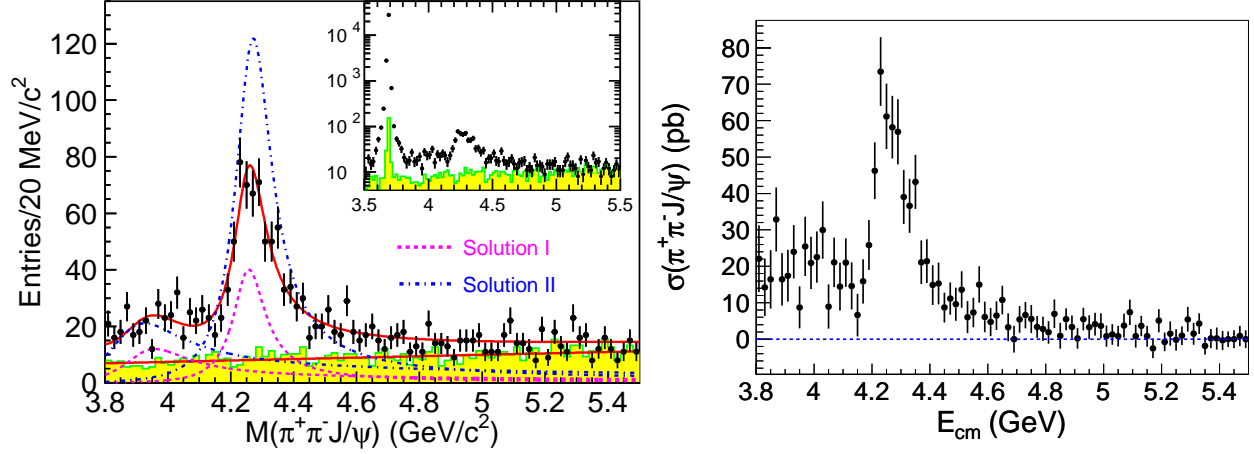 Entries/20 MeV/c²
120
100
80
60
40
20
0
3.8 4 4.2 4.4 4.6 4.8 5 5.2 5.4
M(π⁺π⁻J/ψ) (GeV/c²)
10⁴
10³
10²
10
3.5 4 4.5 5 5.5
Solution I
Solution II
σ(π⁺π⁻J/ψ) (pb)
80
70
60
50
40
30
20
10
0
3.8 4 4.2 4.4 4.6 4.8 5 5.2 5.4
E_cm (GeV)